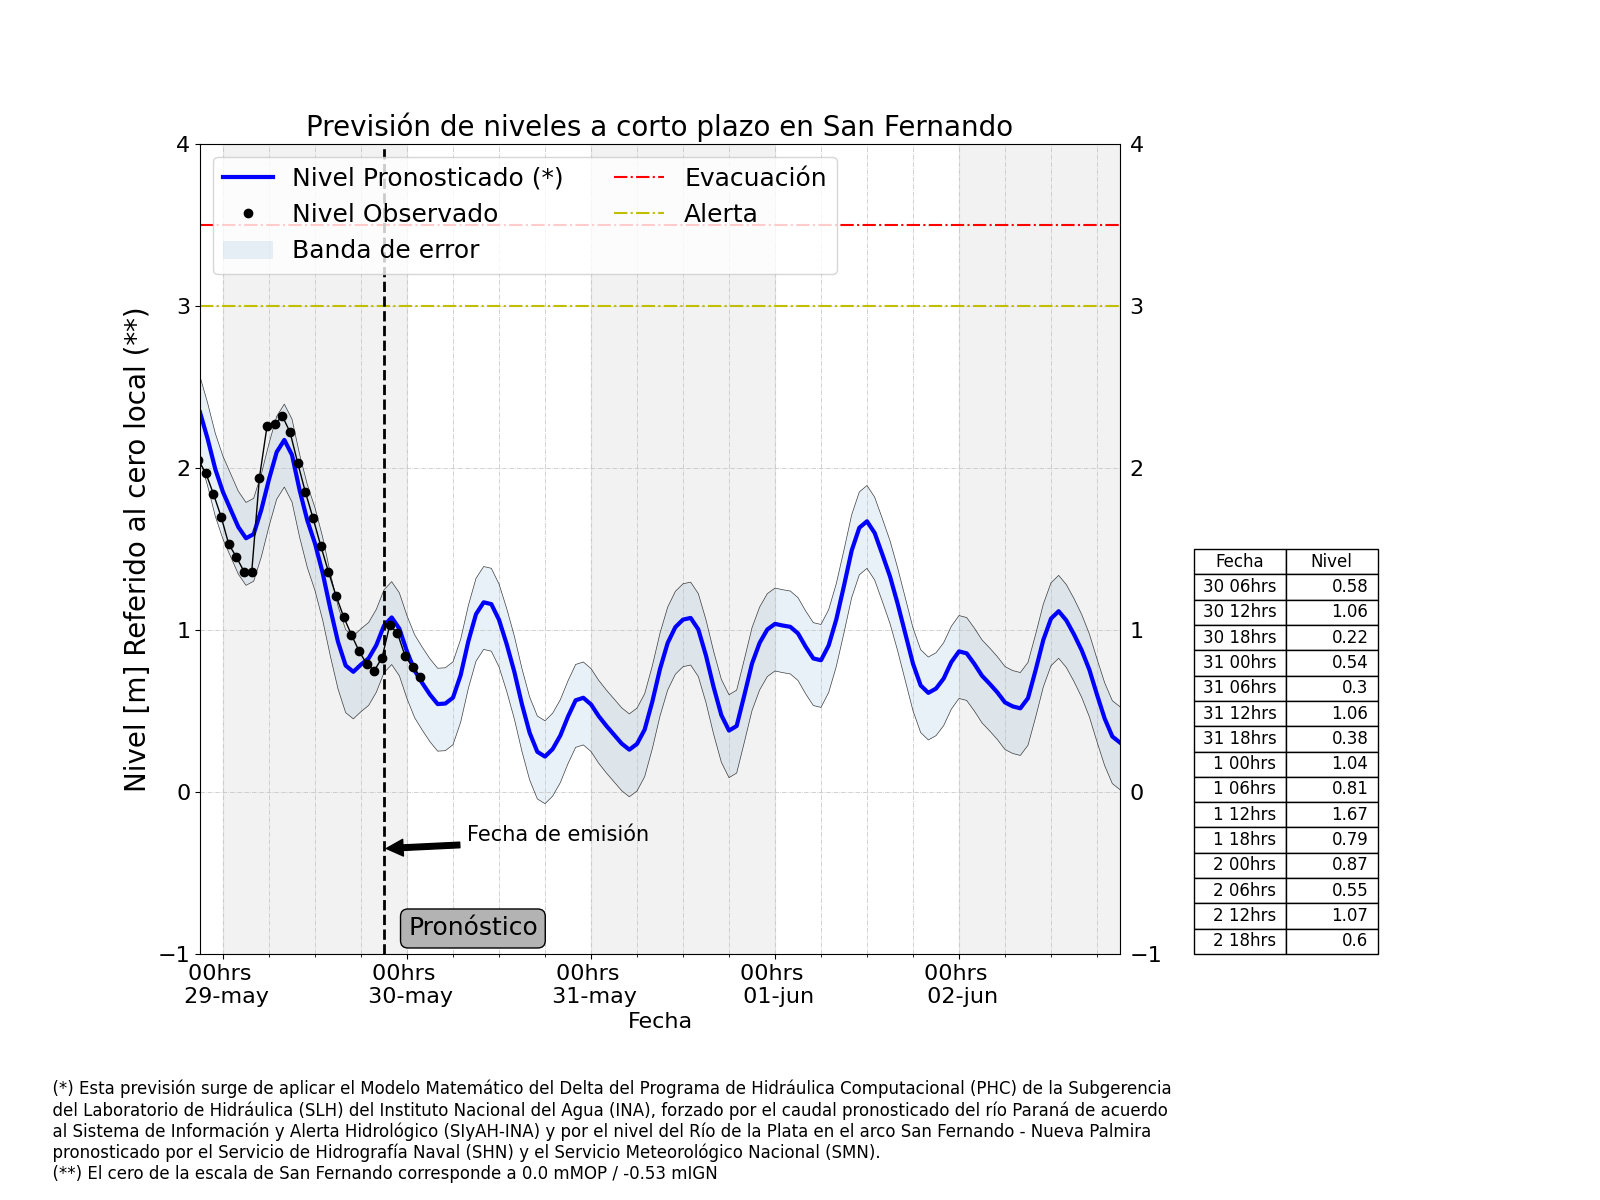 Previsión de niveles a corto plazo en San Fernando
Nivel Pronosticado (*)
Nivel Observado
Banda de error
Evacuación
Alerta
4
3
2
1
0
−1
4
3
2
1
0
−1
Nivel [m] Referido al cero local (**)
Fecha de emisión
Pronóstico
00hrs
29-may
00hrs
30-may
00hrs
31-may
00hrs
01-jun
00hrs
02-jun
Fecha
Fecha Nivel
30 06hrs 0.58
30 12hrs 1.06
30 18hrs 0.22
31 00hrs 0.54
31 06hrs 0.3
31 12hrs 1.06
31 18hrs 0.38
1 00hrs 1.04
1 06hrs 0.81
1 12hrs 1.67
1 18hrs 0.79
2 00hrs 0.87
2 06hrs 0.55
2 12hrs 1.07
2 18hrs 0.6
(*) Esta previsión surge de aplicar el Modelo Matemático del Delta del Programa de Hidráulica Computacional (PHC) de la Subgerencia
del Laboratorio de Hidráulica (SLH) del Instituto Nacional del Agua (INA), forzado por el caudal pronosticado del río Paraná de acuerdo
al Sistema de Información y Alerta Hidrológico (SIyAH-INA) y por el nivel del Río de la Plata en el arco San Fernando - Nueva Palmira
pronosticado por el Servicio de Hidrografía Naval (SHN) y el Servicio Meteorológico Nacional (SMN).
(**) El cero de la escala de San Fernando corresponde a 0.0 mMOP / -0.53 mIGN